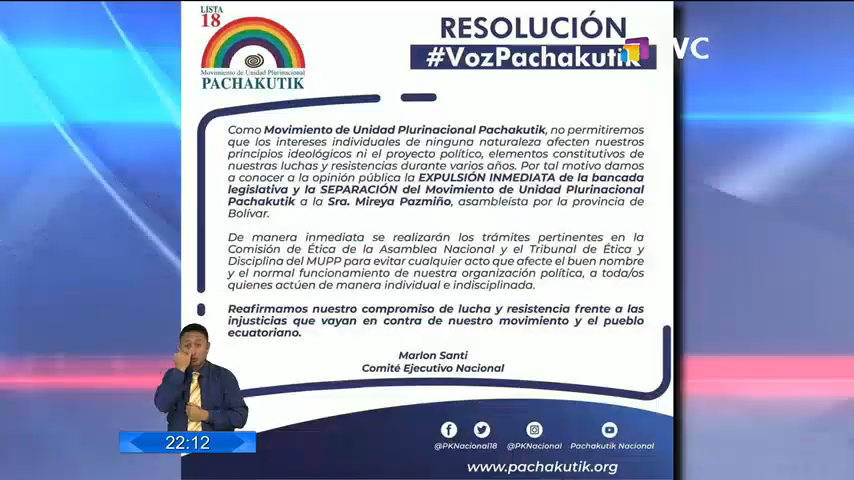 LISTA
18
Movimiento de Unidad Plurinacional
PACHAKUTIK
RESOLUCIÓN
#VozPachakutik
VC
Como Movimiento de Unidad Plurinacional Pachakutik, no permitiremos
que los intereses individuales de ninguna naturaleza afecten nuestros
principios ideológicos ni el proyecto político, elementos constitutivos de
nuestras luchas y resistencias durante varios años. Por tal motivo damos
a conocer a la opinión pública la EXPULSIÓN INMEDIATA de la bancada
legislativa y la SEPARACIÓN del Movimiento de Unidad Plurinacional
Pachakutik a la Sra. Mireya Pazmiño, asambleísta por la provincia de
Bolívar.
De manera inmediata se realizarán los trámites pertinentes en la
Comisión de Ética de la Asamblea Nacional y el Tribunal de Ética y
Disciplina del MUPP para evitar cualquier acto que afecte el buen nombre
y el normal funcionamiento de nuestra organización política, a toda/os
quienes actúen de manera individual e indisciplinada.
Reafirmamos nuestro compromiso de lucha y resistencia frente a las
injusticias que vayan en contra de nuestro movimiento y el pueblo
ecuatoriano.
Marlon Santi
Comité Ejecutivo Nacional
22:12
@PKNacional18 @PKNacional Pachakutik Nacional
www.pachakutik.org